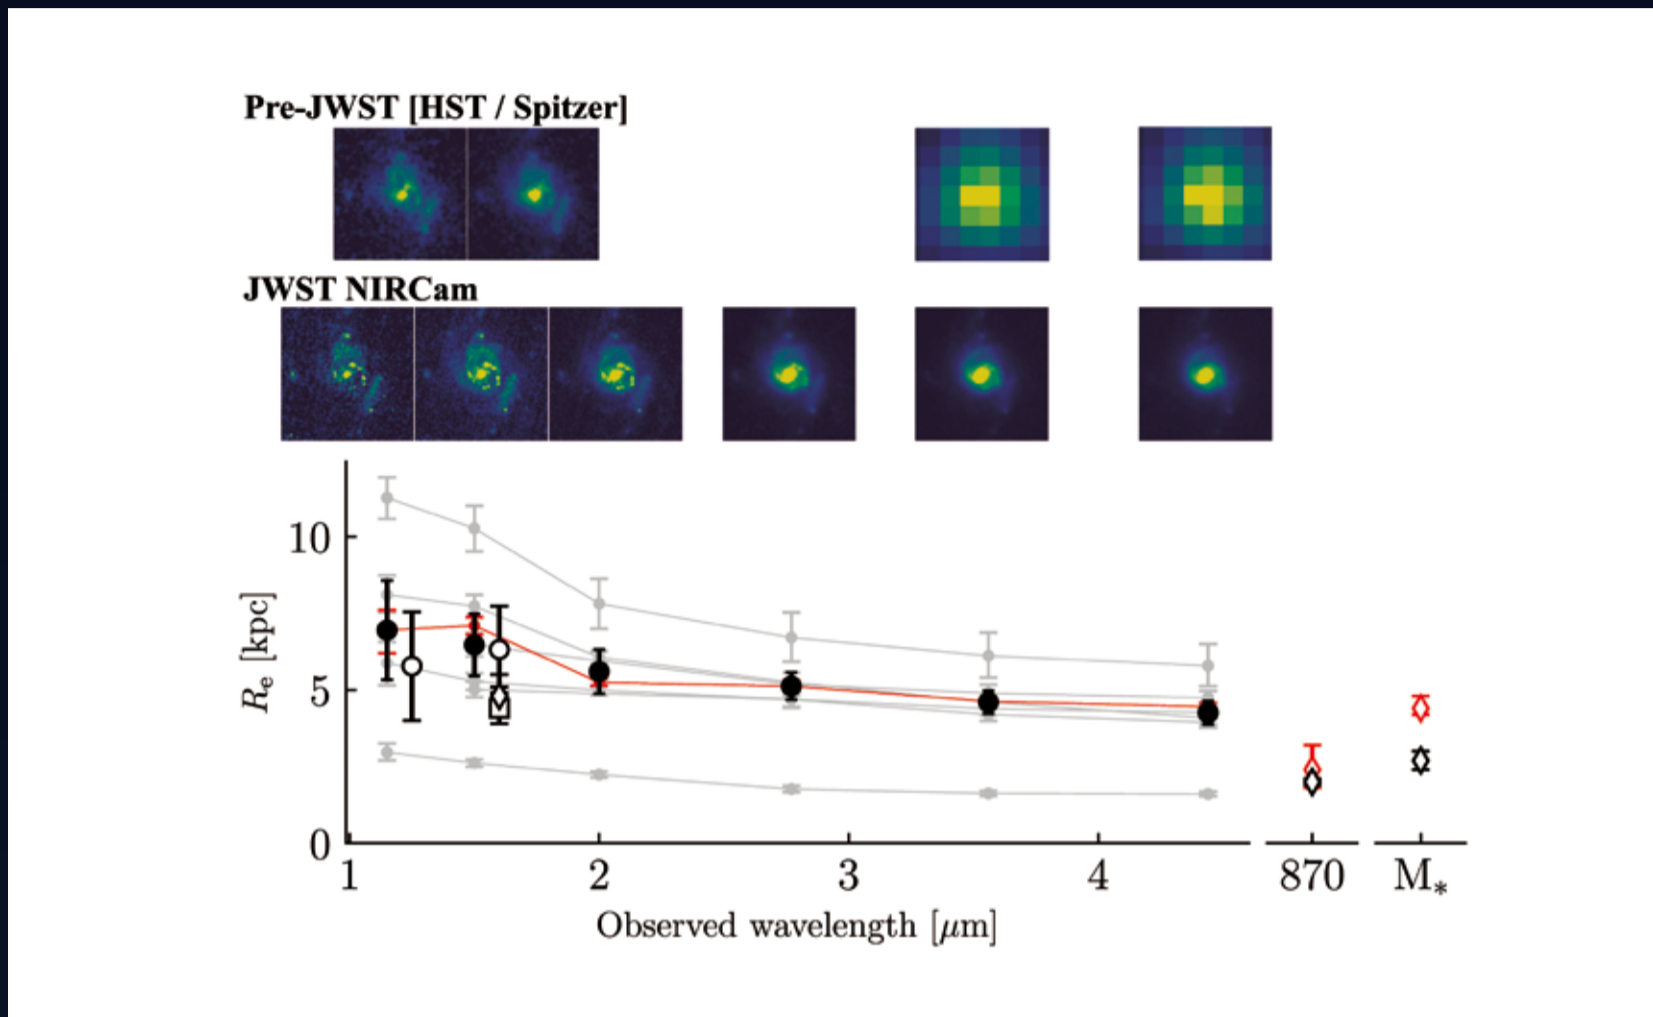 Pre-JWST [HST / Spitzer]
JWST NIRCam
10
5
0
Rₑ [kpc]
1 2 3 4 870 M*
Observed wavelength [μm]